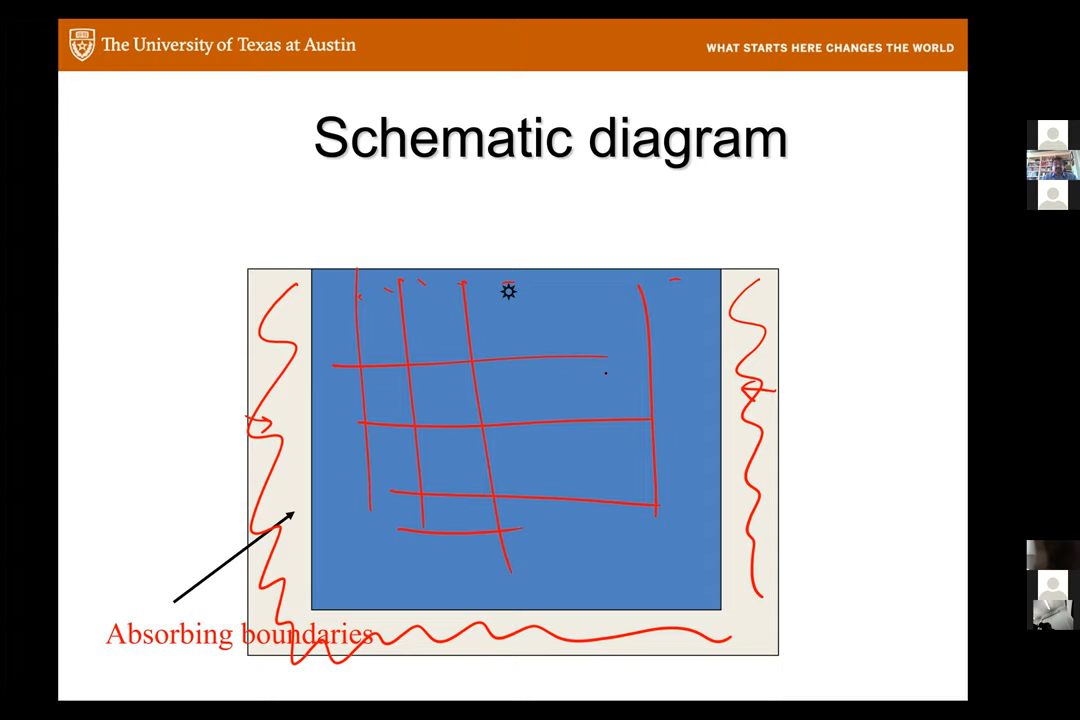 The University of Texas at Austin
WHAT STARTS HERE CHANGES THE WORLD
Schematic diagram
Absorbing boundaries